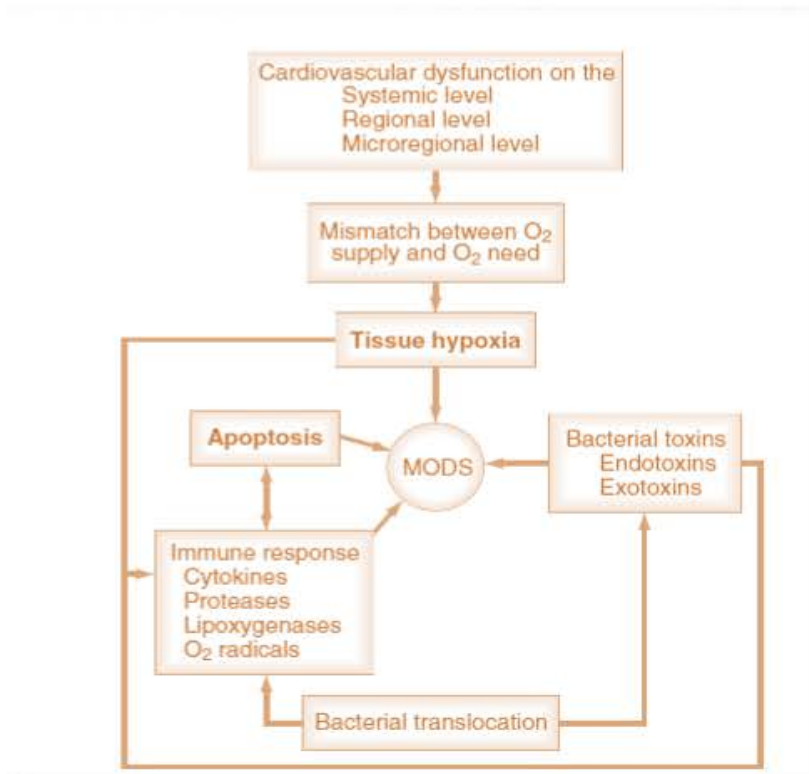 Cardiovascular dysfunction on the
Systemic level
Regional level
Microregional level
Mismatch between O₂
supply and O₂ need
Tissue hypoxia
Apoptosis
MODS
Bacterial toxins
Endotoxins
Exotoxins
Immune response
Cytokines
Proteases
Lipoxygenases
O₂ radicals
Bacterial translocation